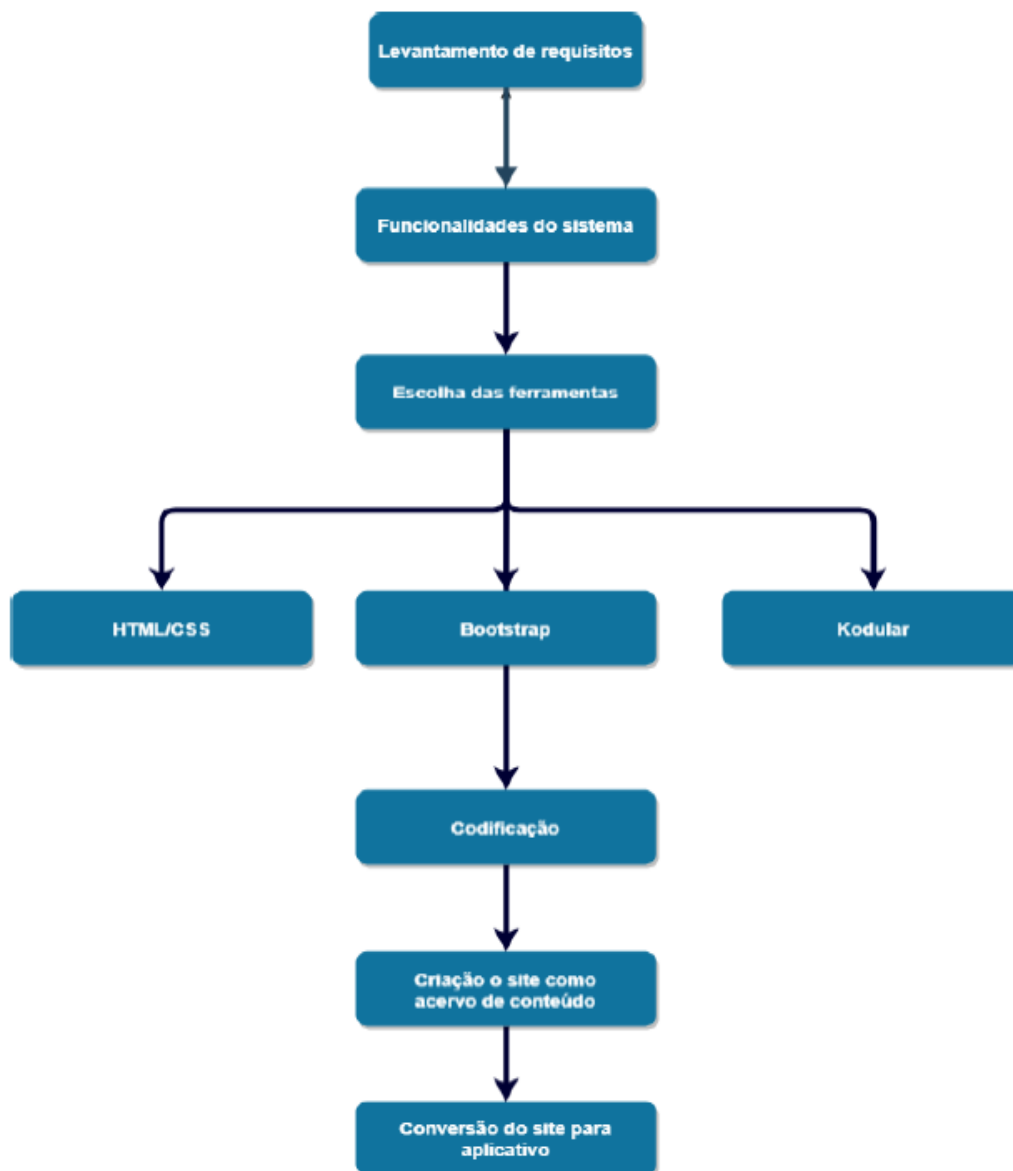 Levantamento de requisitos
Funcionalidades do sistema
Escolha das ferramentas
HTML/CSS
Bootstrap
Kodular
Codificação
Criação o site como
acervo de conteúdo
Conversão do site para
aplicativo